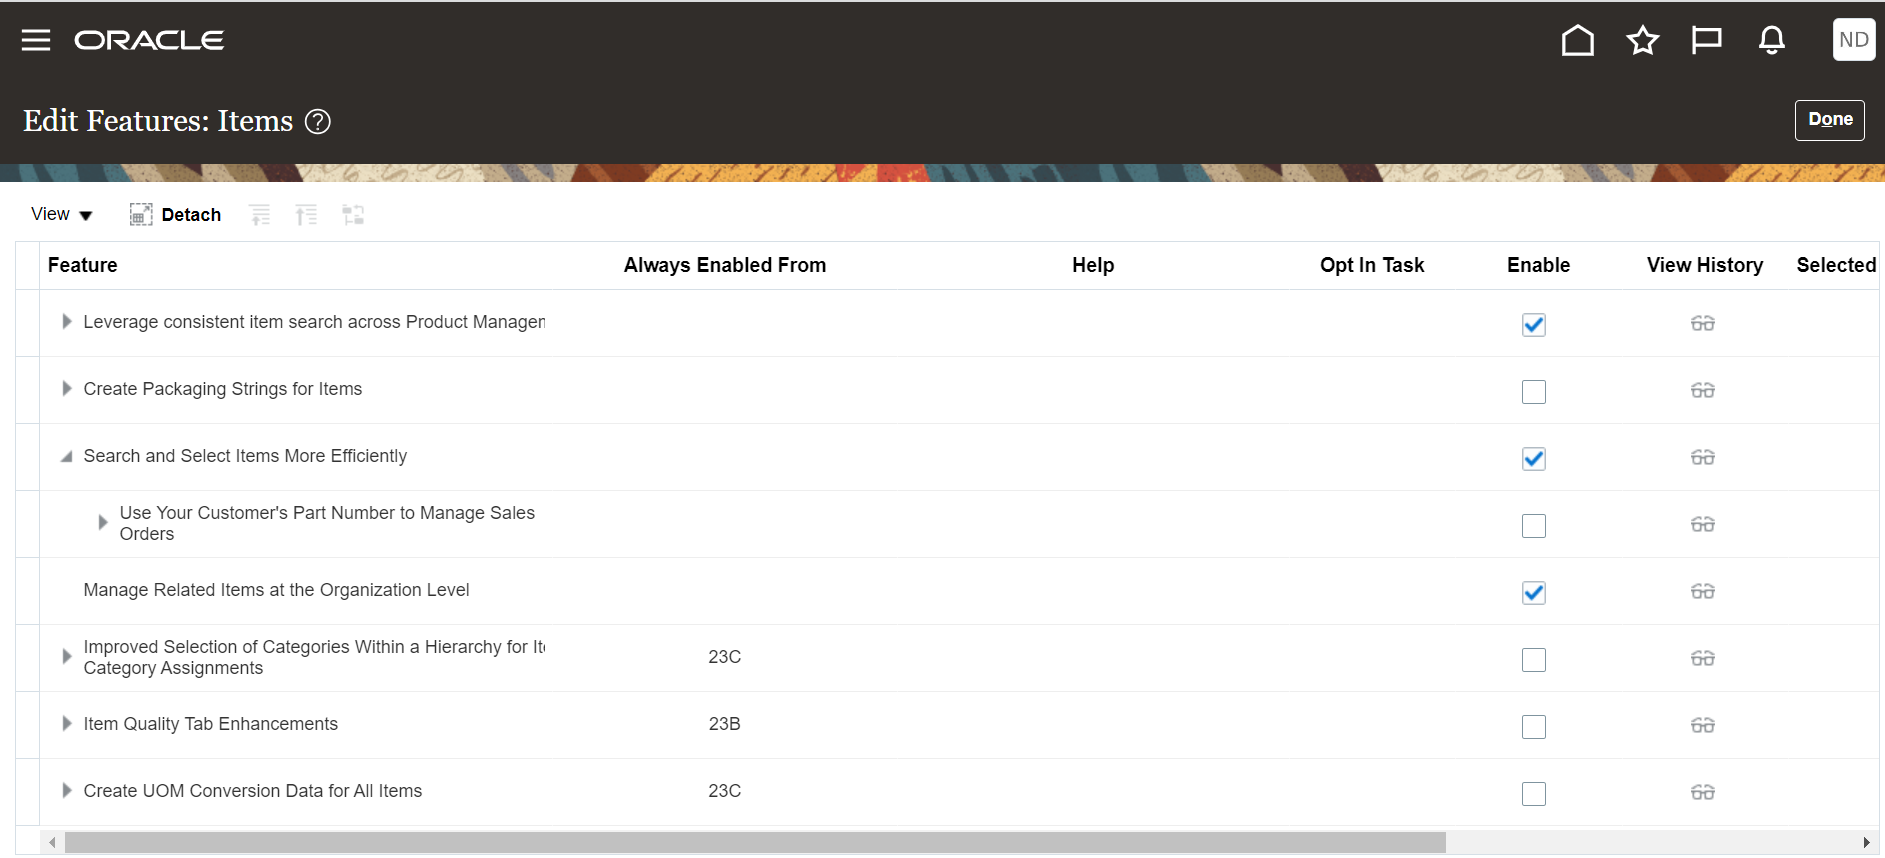 ORACLE
ND
Edit Features: Items ?
Done
View
Detach
Feature Always Enabled From Help Opt In Task Enable View History Selected
Leverage consistent item search across Product
Create Packaging Strings for Items
Search and Select Items More Efficiently
Use Your Customer's Part Number to Manage Sales
Orders
Manage Related Items at the Organization Level
Improved Selection of Categories Within a Hierarchy for
Category Assignments
23C
Item Quality Tab Enhancements 23B
Create UOM Conversion Data for All Items 23C